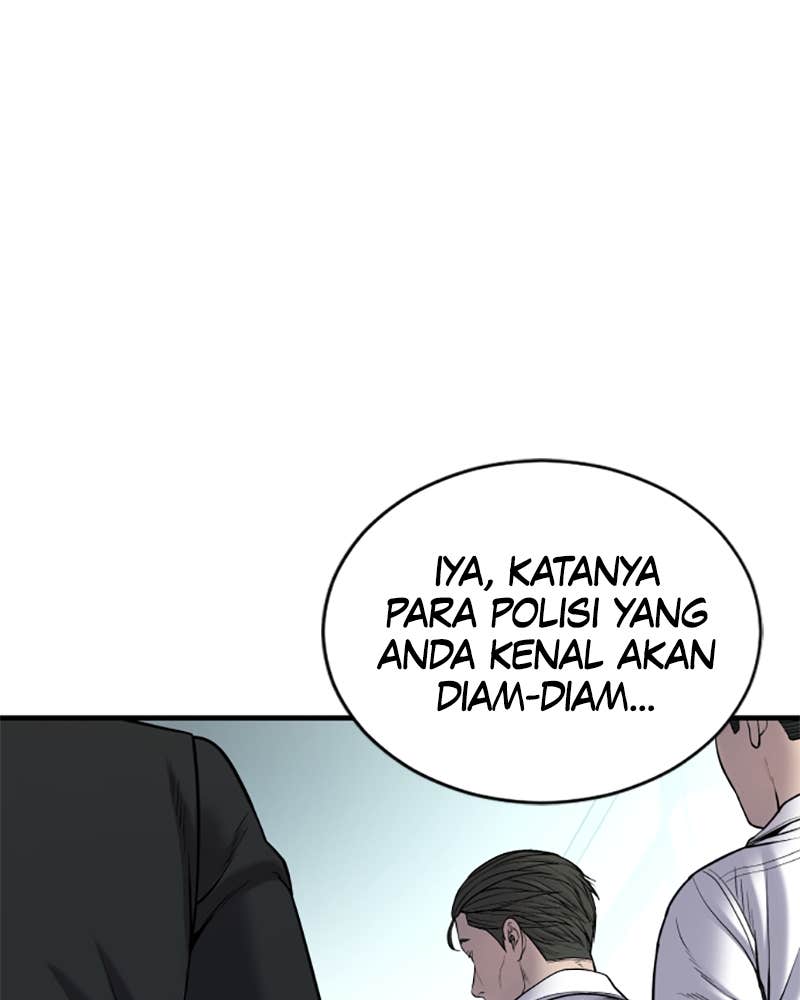 IYA, KATANYA
PARA POLISI YANG
ANDA KENAL AKAN
DIAM-DIAM...